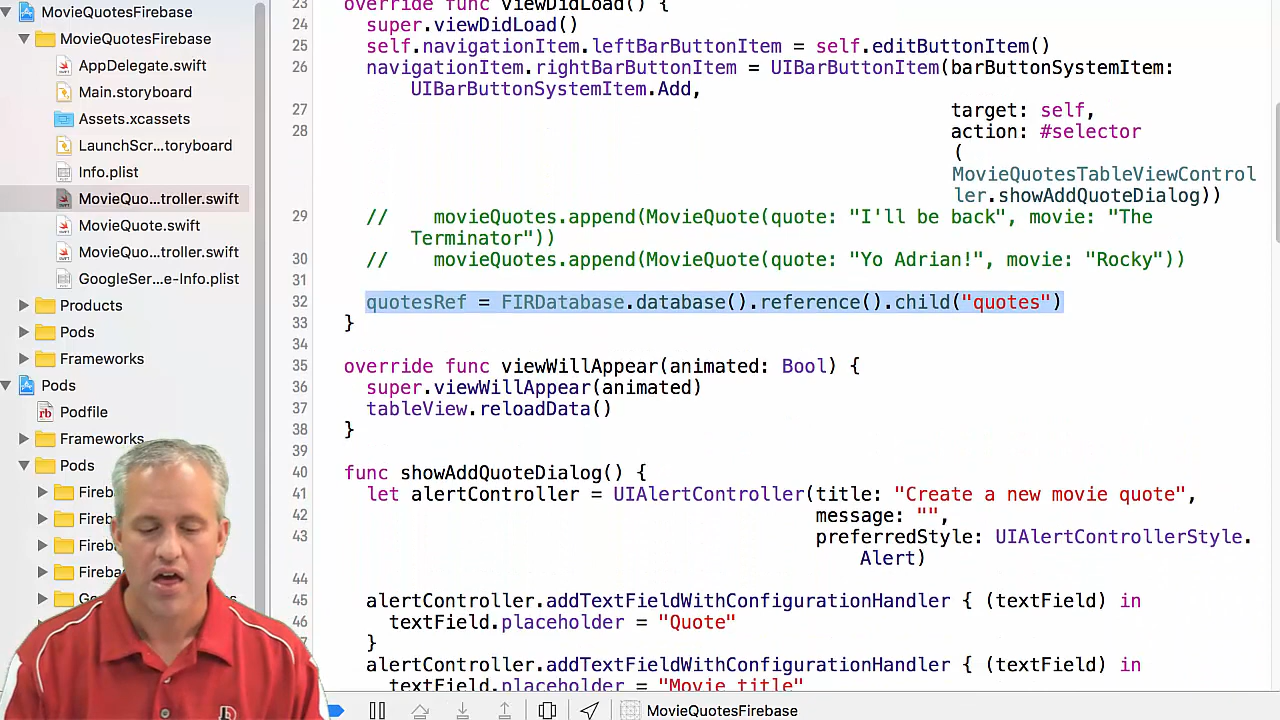 MovieQuotesFirebase
MovieQuotesFirebase
AppDelegate.swift
Main.storyboard
Assets.xcassets
LaunchScr...toryboard
Info.plist
MovieQuo...troller.swift
MovieQuote.swift
MovieQuo...troller.swift
GoogleSer...e-Info.plist
Products
Pods
Frameworks
Pods
Podfile
Frameworks
Pods
23 override func viewDidLoad() {
24 super.viewDidLoad()
25 self.navigationItem.leftBarButtonItem = self.editButtonItem()
26 navigationItem.rightBarButtonItem = UIBarButtonItem(barButtonSystemItem:
UIBarButtonSystemItem.Add,
27 target: self,
28 action: #selector
(
MovieQuotesTableViewControl
ler.showAddQuoteDialog))
29 // movieQuotes.append(MovieQuote(quote: "I'll be back", movie: "The
Terminator"))
30 // movieQuotes.append(MovieQuote(quote: "Yo Adrian!", movie: "Rocky"))
31
32 quotesRef = FIRDatabase.database().reference().child("quotes")
33 }
34
35 override func viewWillAppear(animated: Bool) {
36 super.viewWillAppear(animated)
37 tableView.reloadData()
38 }
39
40 func showAddQuoteDialog() {
41 let alertController = UIAlertController(title: "Create a new movie quote",
42 message: "",
43 preferredStyle: UIAlertControllerStyle.
Alert)
44
45 alertController.addTextFieldWithConfigurationHandler { (textField) in
46 textField.placeholder = "Quote"
}
alertController.addTextFieldWithConfigurationHandler { (textField) in
textField.placeholder = "Movie title"
MovieQuotesFirebase